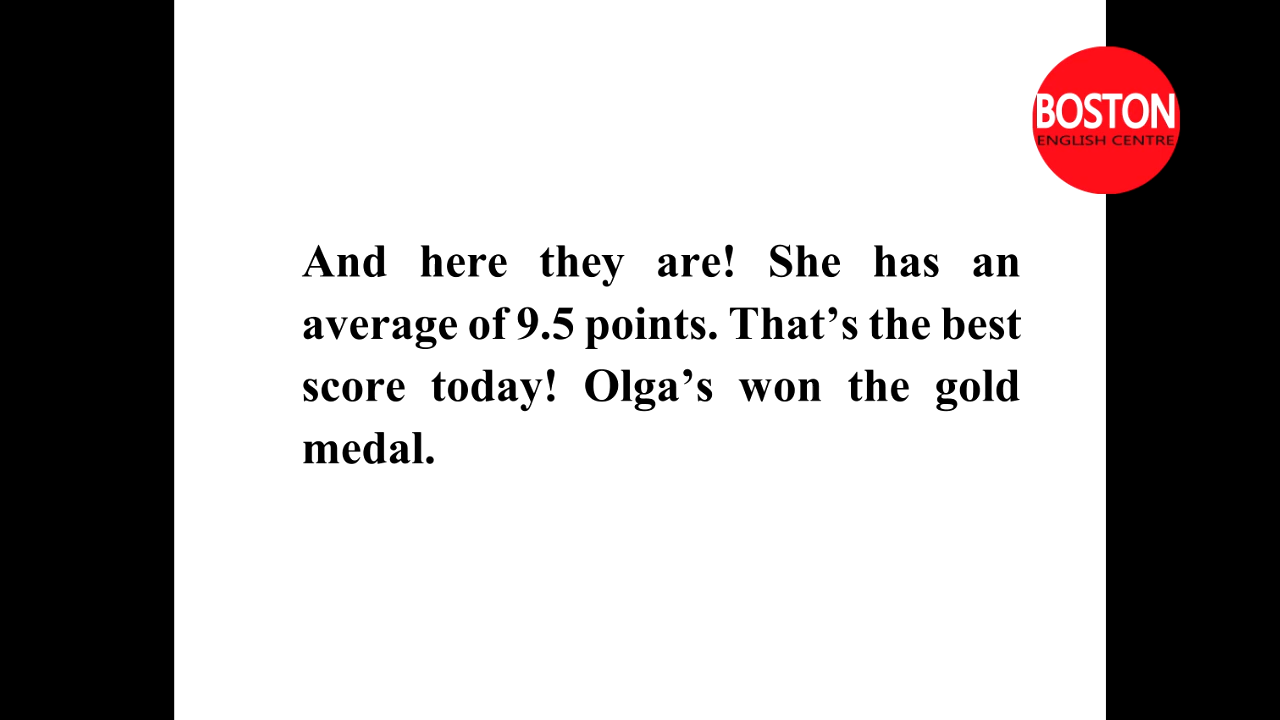 BOSTON
ENGLISH CENTRE
And here they are! She has an
average of 9.5 points. That’s the best
score today! Olga’s won the gold
medal.